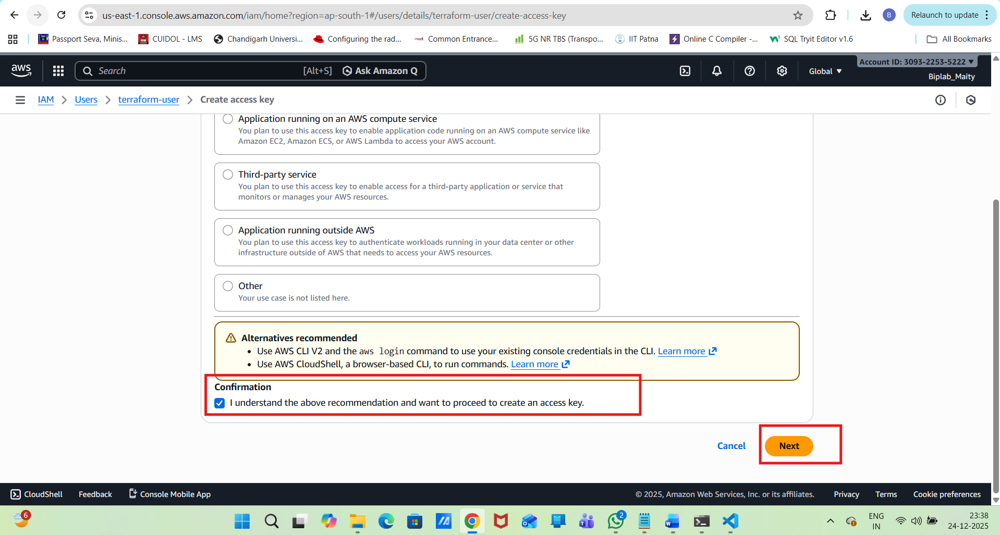 us-east-1.console.aws.amazon.com/iam/home?region=ap-south-1#/users/details/terraform-user/create-access-key
B
Relaunch to update
Passport Seva, Minis...
CUIDOL - LMS
Chandigarh Universi...
Configuring the rad...
Common Entrance...
5G NR TBS (Transpo...
IIT Patna
Online C Compiler -...
SQL Tryit Editor v1.6
All Bookmarks
aws
Search
[Alt+S]
Ask Amazon Q
Global
Account ID: 3093-2253-5222
Biplab_Maity
IAM
Users
terraform-user
Create access key
Application running on an AWS compute service
You plan to use this access key to enable application code running on an AWS compute service like
Amazon EC2, Amazon ECS, or AWS Lambda to access your AWS account.
Third-party service
You plan to use this access key to enable access for a third-party application or service that
monitors or manages your AWS resources.
Application running outside AWS
You plan to use this access key to authenticate workloads running in your data center or other
infrastructure outside of AWS that needs to access your AWS resources.
Other
Your use case is not listed here.
Alternatives recommended
• Use AWS CLI V2 and the aws login command to use your existing console credentials in the CLI. Learn more
• Use AWS CloudShell, a browser-based CLI, to run commands. Learn more
Confirmation
I understand the above recommendation and want to proceed to create an access key.
Cancel
Next
CloudShell
Feedback
Console Mobile App
© 2025, Amazon Web Services, Inc. or its affiliates.
Privacy
Terms
Cookie preferences
6
2
ENG
IN
23:38
24-12-2025